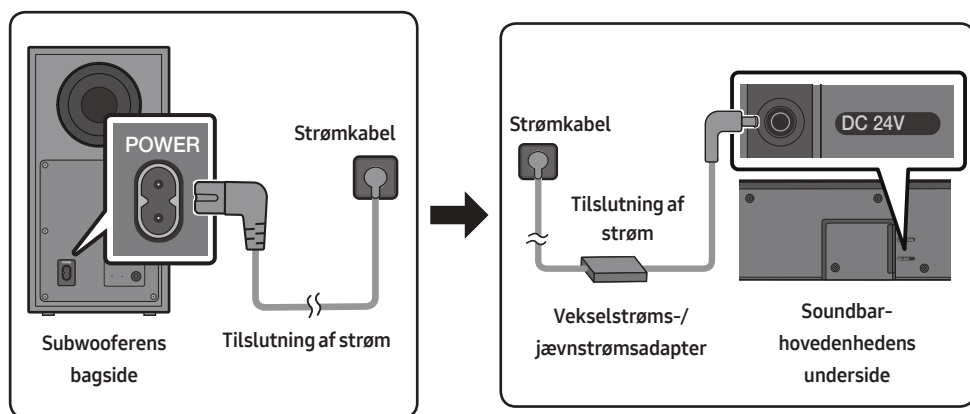 POWER
Strømkabel
Subwooferens
bagside
Tilslutning af strøm
Strømkabel
DC 24V
Tilslutning af
strøm
Vekselstrøms-/
jævnstrømsadapter
Soundbar-
hovedenhedens
underside